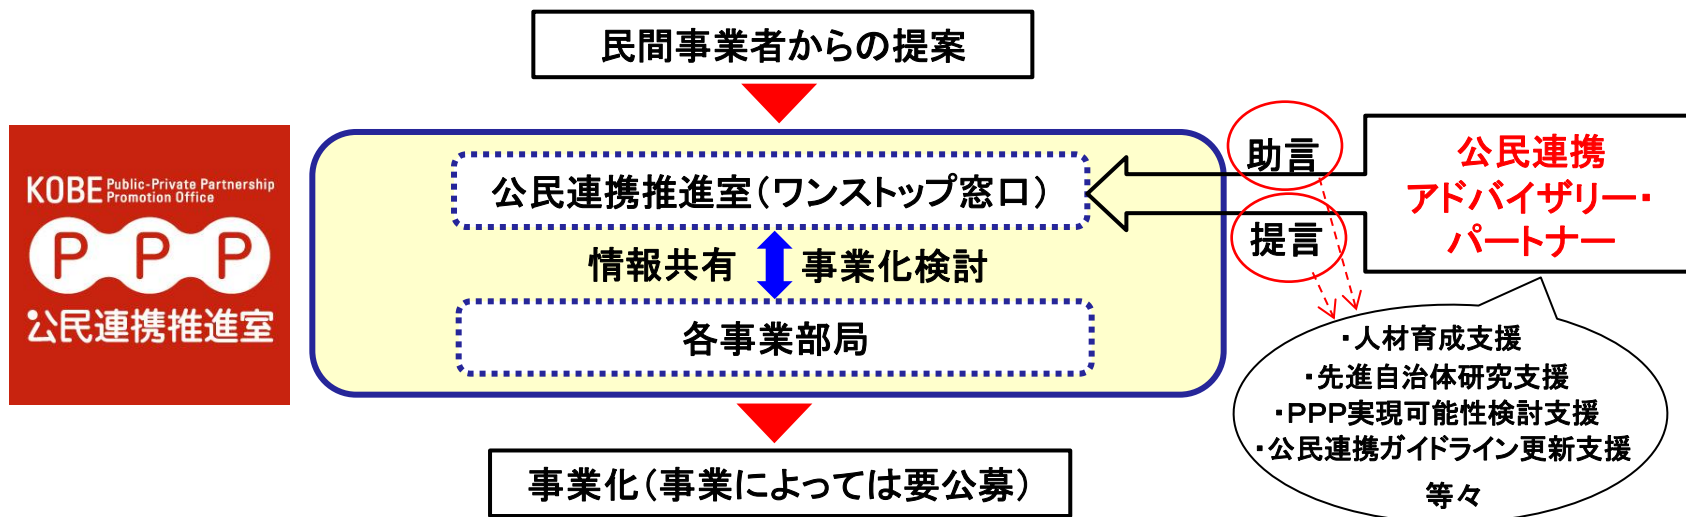 民間事業者からの提案
KOBE Public-Private Partnership
Promotion Office
PPP
公民連携推進室
公民連携推進室（ワンストップ窓口）
情報共有
事業化検討
各事業部局
事業化（事業によっては要公募）
助言
提言
公民連携
アドバイザリー・
パートナー
・人材育成支援
・先進自治体研究支援
・ＰＰＰ実現可能性検討支援
・公民連携ガイドライン更新支援
等々